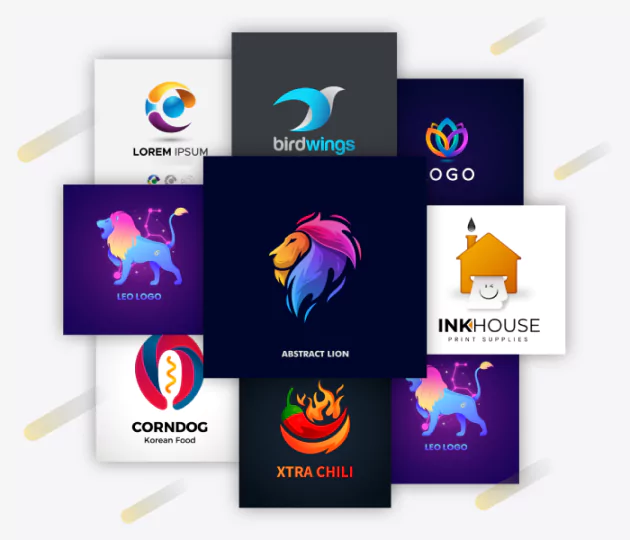 LOREM IPSUM
birdwings
OGO
LEO LOGO
ABSTRACT LION
INKHOUSE
PRINT SUPPLIES
CORNDOG
Korean Food
XTRA CHILI
LEO LOGO